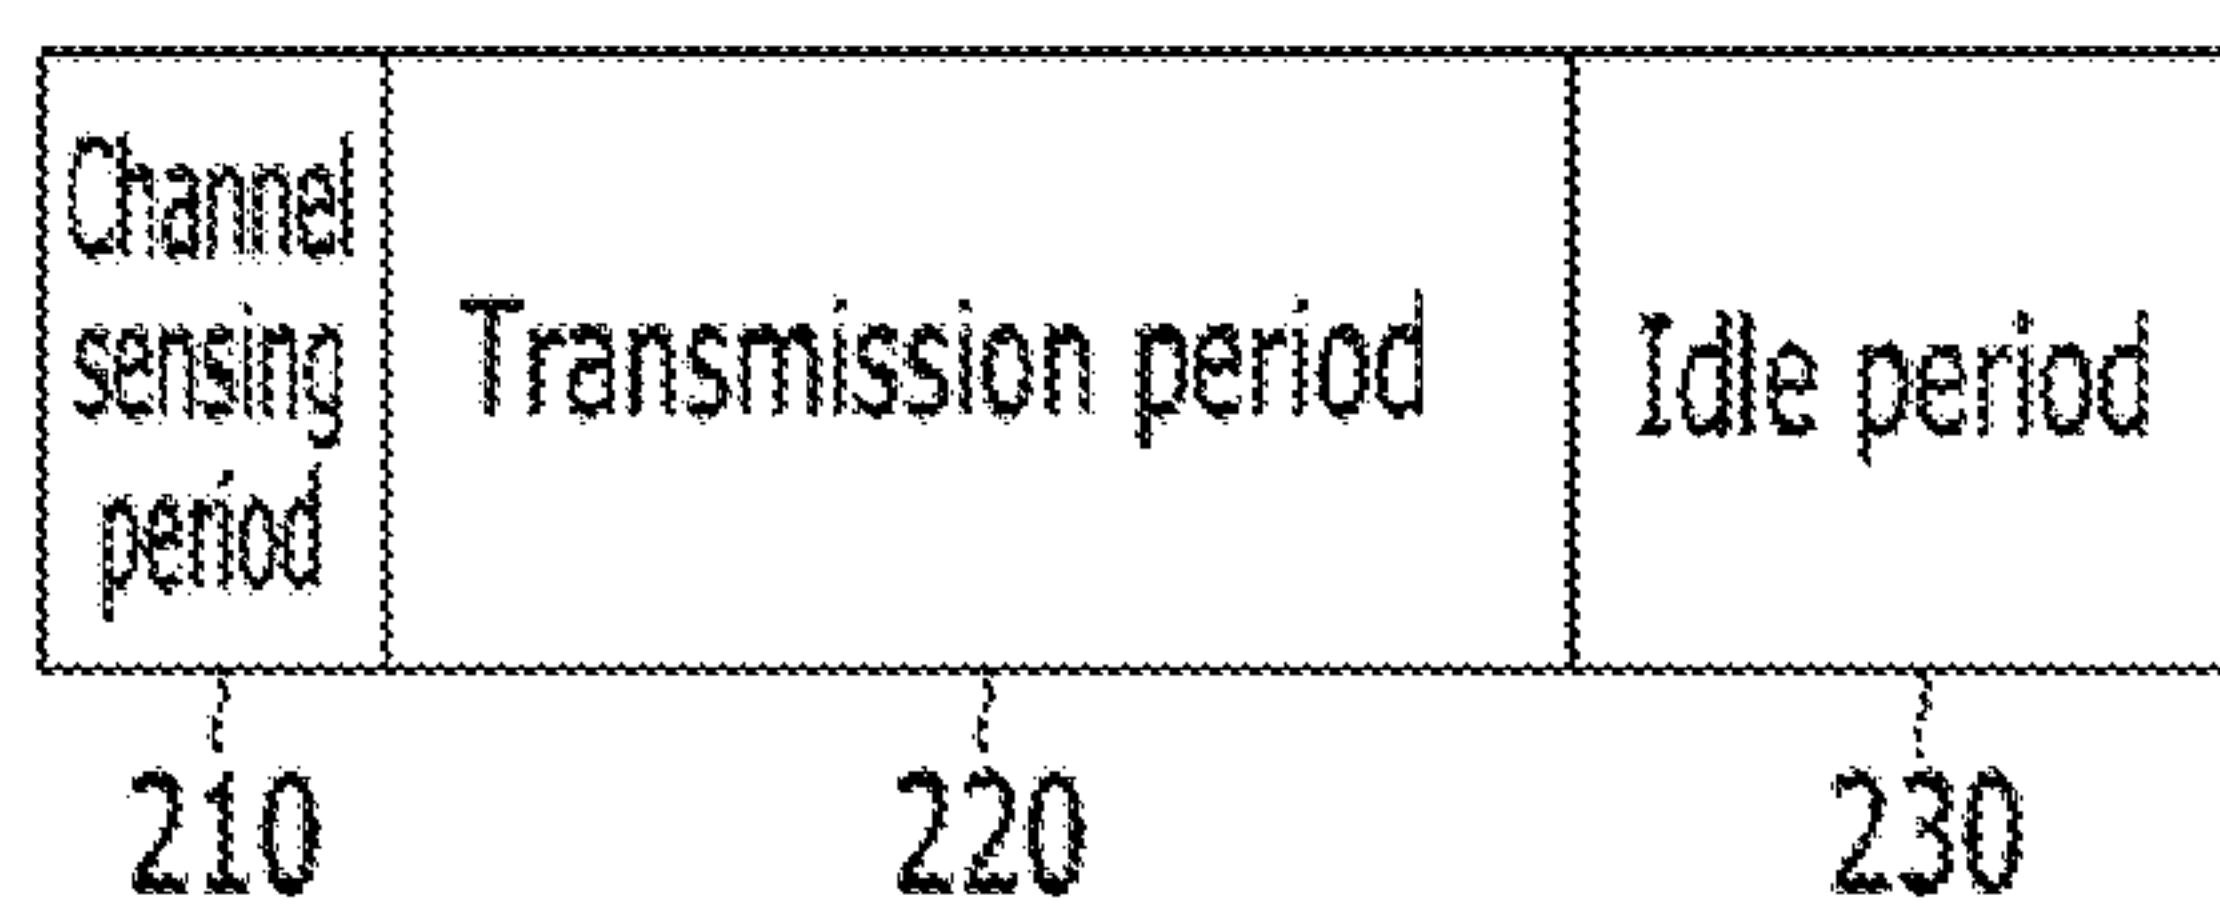 Channel
sensing
period
Transmission period
Idle period
210
220
230